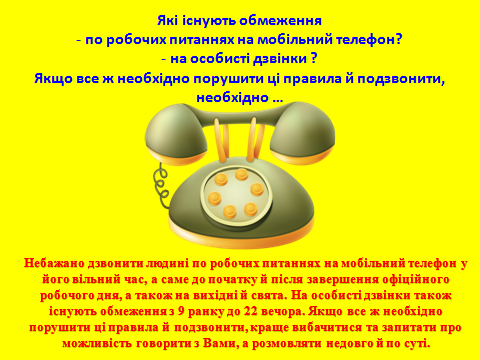 Які існують обмеження
- по робочих питаннях на мобільний телефон?
- на особисті дзвінки ?
Якщо все ж необхідно порушити ці правила й подзвонити,
необхідно ...
Небажано дзвонити людині по робочих питаннях на мобільний телефон у
його вільний час, а саме до початку й після завершення офіційного
робочого дня, а також на вихідні й свята. На особисті дзвінки також
існують обмеження з 9 ранку до 22 вечора. Якщо все ж необхідно
порушити ці правила й подзвонити, краще вибачитися та запитати про
можливість говорити з Вами, а розмовляти недовго й по суті.